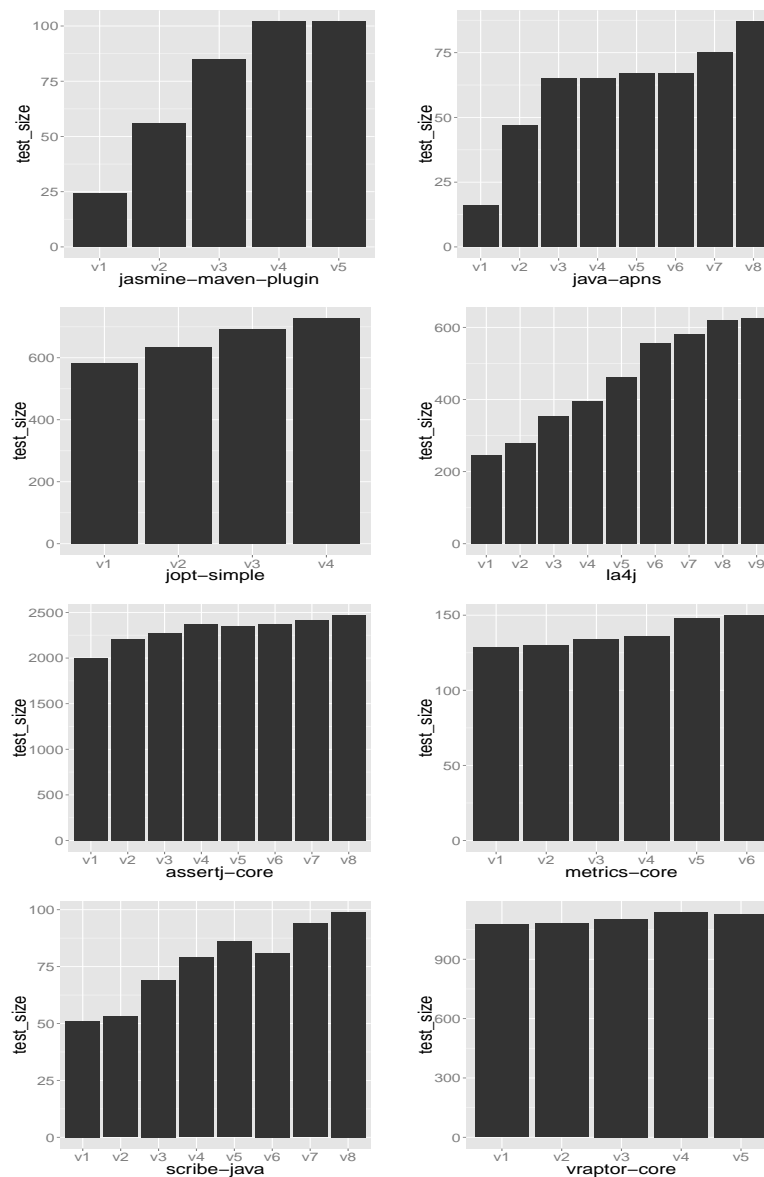 100
75
50
25
0
test_size
v1 v2 v3 v4 v5
jasmine−maven−plugin
75
50
25
0
test_size
v1 v2 v3 v4 v5 v6 v7 v8
java−apns
600
400
200
0
test_size
v1 v2 v3 v4
jopt−simple
600
400
200
0
test_size
v1 v2 v3 v4 v5 v6 v7 v8 v9
la4j
2500
2000
1500
1000
500
0
test_size
v1 v2 v3 v4 v5 v6 v7 v8
assertj−core
150
100
50
0
test_size
v1 v2 v3 v4 v5 v6
metrics−core
100
75
50
25
0
test_size
v1 v2 v3 v4 v5 v6 v7 v8
scribe−java
900
600
300
0
test_size
v1 v2 v3 v4 v5
vraptor−core